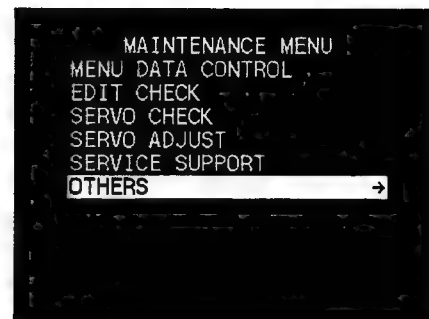 MAINTENANCE MENU
MENU DATA CONTROL
EDIT CHECK
SERVO CHECK
SERVO ADJUST
SERVICE SUPPORT
OTHERS →